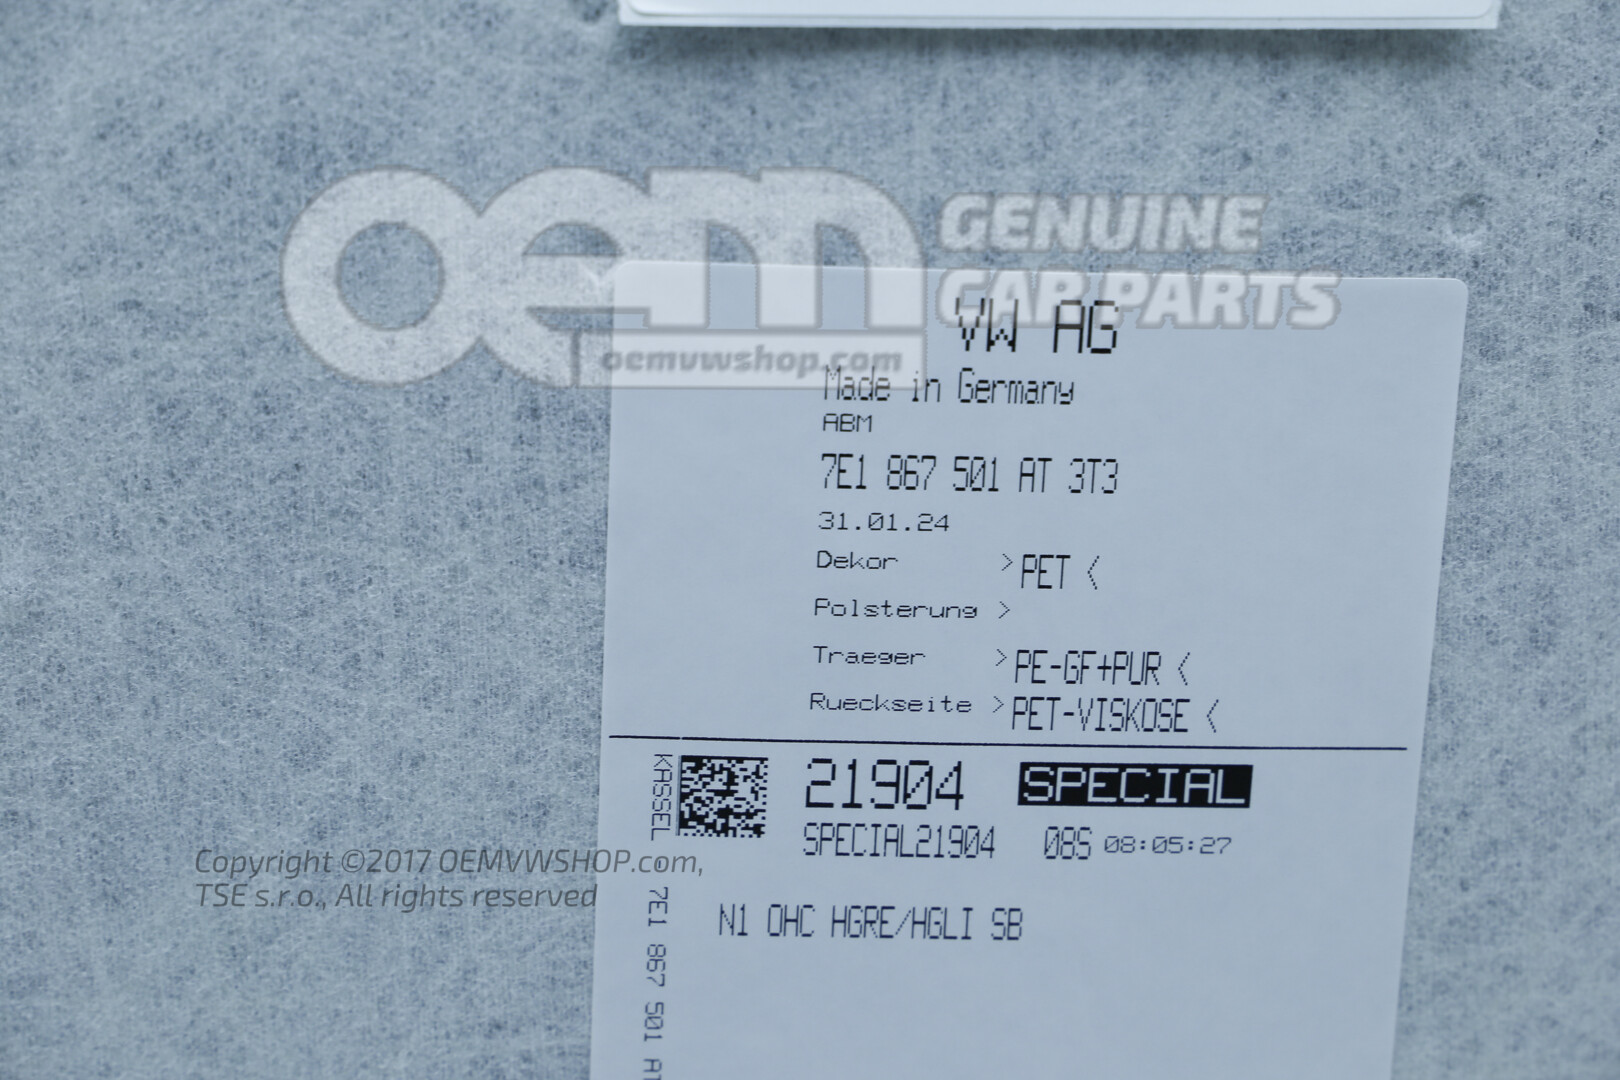 oem GENUINE
CAR PARTS
oemvwshop.com
VW AG
Made in Germany
ABM
7E1 867 501 AT 3T3
31.01.24
Dekor >PET <
Polsterung >
Traeger >PE-GF+PUR <
Rueckseite >PET-VISKOSE <
KASSEL
21904 SPECIAL
SPECIAL21904 08S 08:05:27
Copyright ©2017 OEMVWSHOP.com,
TSE s.r.o., All rights reserved
N1 OHC HGRE/HGLI SB
7E1 867 501 AT